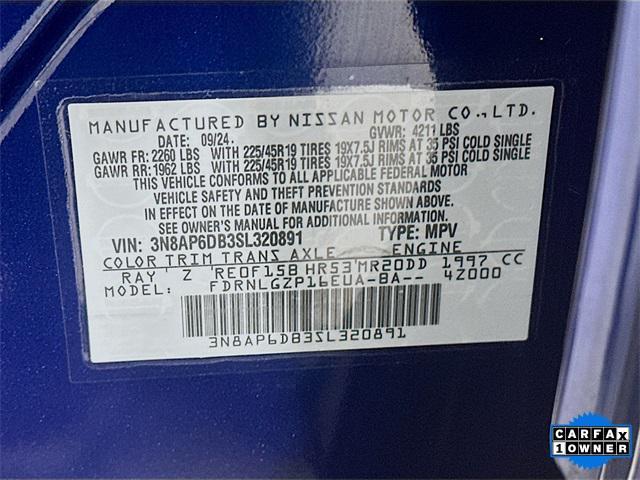 MANUFACTURED BY NISSAN MOTOR CO., LTD.
DATE: 09/24. GVWR: 4211 LBS
GAWR FR: 2260 LBS WITH 225/45R19 TIRES 19X7.5J RIMS AT 35 PSI COLD SINGLE
GAWR RR: 1962 LBS WITH 225/45R19 TIRES 19X7.5J RIMS AT 35 PSI COLD SINGLE
THIS VEHICLE CONFORMS TO ALL APPLICABLE FEDERAL MOTOR
VEHICLE SAFETY AND THEFT PREVENTION STANDARDS
IN EFFECT ON THE DATE OF MANUFACTURE SHOWN ABOVE.
SEE OWNER'S MANUAL FOR ADDITIONAL INFORMATION.
VIN: 3N8AP6DB3SL320891 TYPE: MPV
COLOR TRIM TRANS AXLE ENGINE
RAY Z RE0F15B HR53 MR20DD 1997 CC
MODEL: FDRNLGZP16EUA-BA-- 4Z000
3N8AP6DB3SL320891
CARFAX
1 OWNER